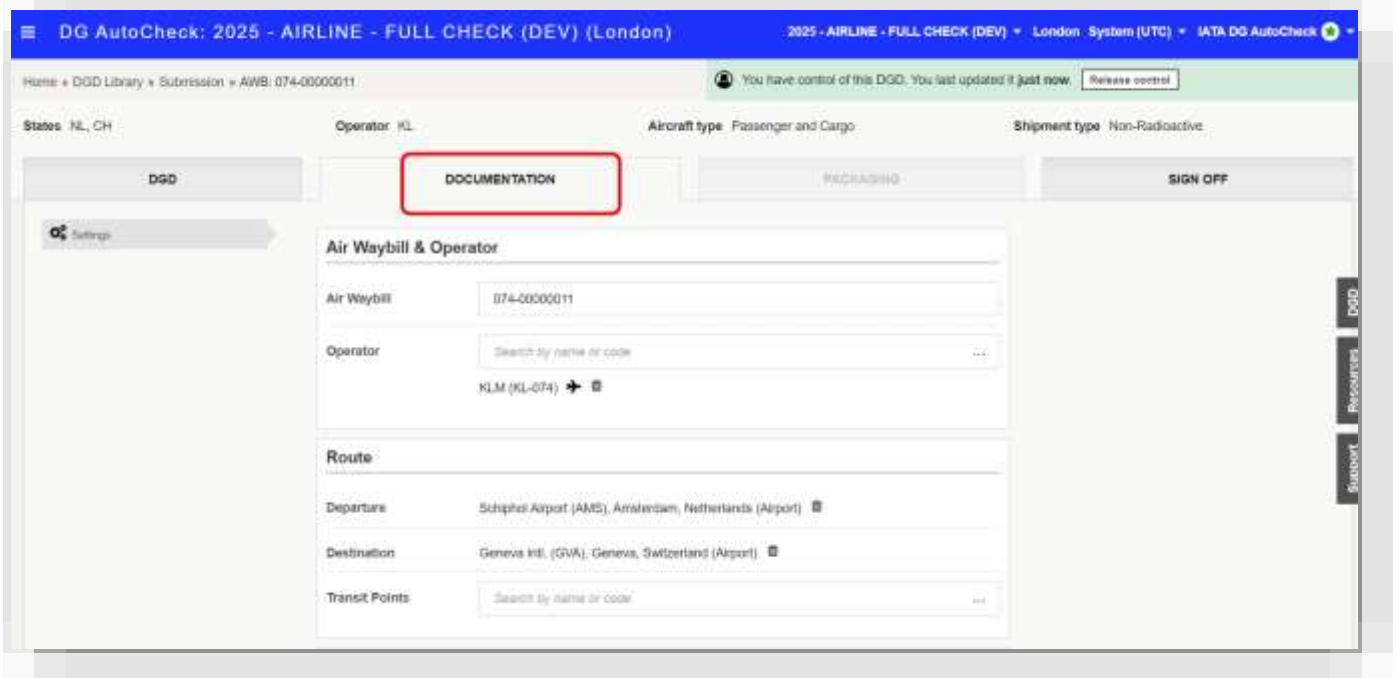 DG AutoCheck: 2025 - AIRLINE - FULL CHECK (DEV) (London) 2025 - AIRLINE - FULL CHECK (DEV) London System (UTC) IATA DG AutoCheck
Home » DGD Library » Submission » AWB: 074-00000011 You have control of this DGD. You last updated it just now. Release control
States NL, CH Operator KL Aircraft type Passenger and Cargo Shipment type Non-Radioactive
DGD DOCUMENTATION PACKAGING SIGN OFF
Settings
Air Waybill & Operator
Air Waybill 074-00000011
Operator Search by name or code ...
KLM (KL-074)
Route
Departure Schiphol Airport (AMS), Amsterdam, Netherlands (Airport)
Destination Geneva Intl. (GVA), Geneva, Switzerland (Airport)
Transit Points Search by name or code ...
DGD
Resources
Support